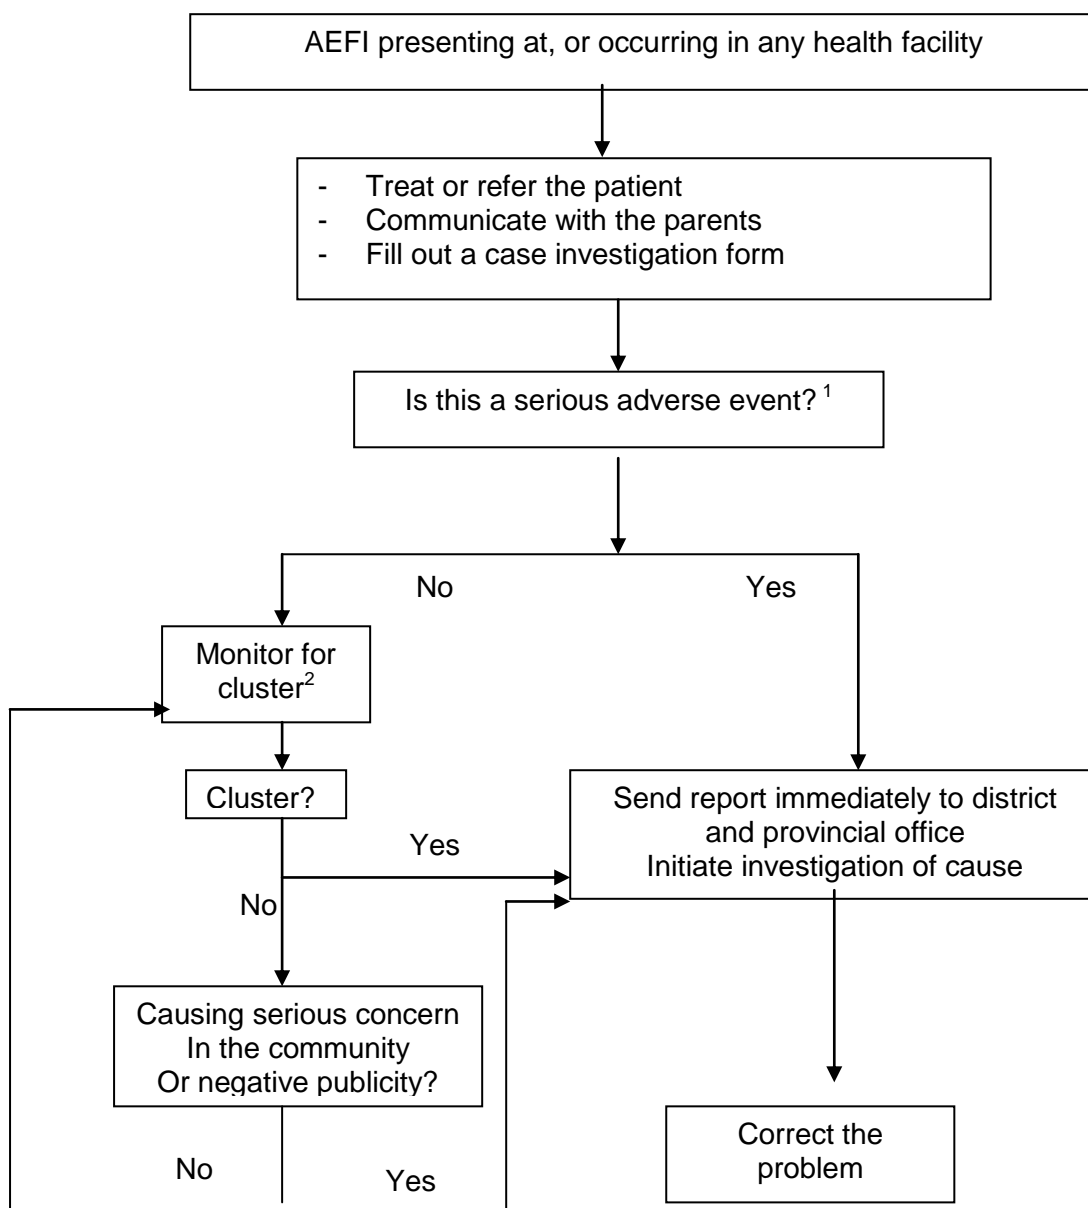 AEFI presenting at, or occurring in any health facility
- Treat or refer the patient
- Communicate with the parents
- Fill out a case investigation form
Is this a serious adverse event? 1
No
Yes
Monitor for
cluster2
Cluster?
Send report immediately to district
and provincial office
Initiate investigation of cause
Yes
No
Causing serious concern
In the community
Or negative publicity?
Correct the
problem
No
Yes